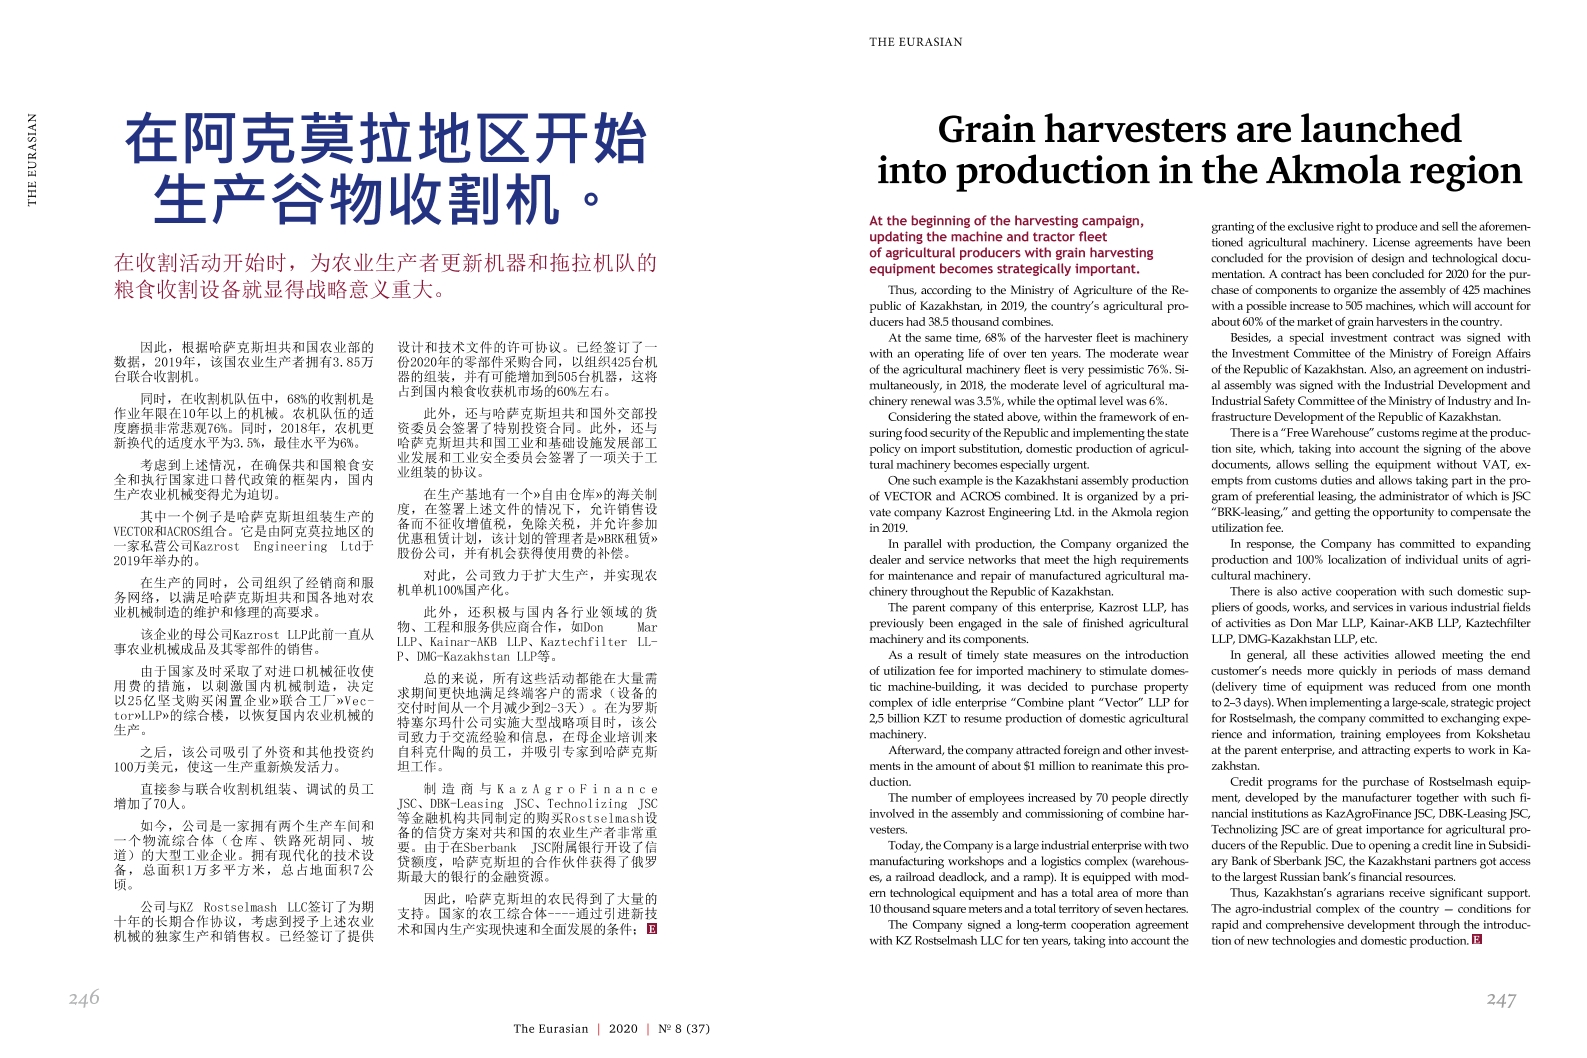 THE EURASIAN
在阿克莫拉地区开始
生产谷物收割机。
在收割活动开始时，为农业生产者更新机器和拖拉机队的
粮食收割设备就显得战略意义重大。
因此，根据哈萨克斯坦共和国农业部的
数据，2019年，该国农业生产者拥有3.85万
台联合收割机。
同时，在收割机队伍中，68%的收割机是
作业年限在10年以上的机械。农机队伍的适
度磨损非常悲观76%。同时，2018年，农机更
新换代的适度水平为3.5%，最佳水平为6%。
考虑到上述情况，在确保共和国粮食安
全和执行国家进口替代政策的框架内，国内
生产农业机械变得尤为迫切。
其中一个例子是哈萨克斯坦组装生产的
VECTOR和ACROS组合。它是由阿克莫拉地区的
一家私营公司Kazrost Engineering Ltd于
2019年举办的。
在生产的同时，公司组织了经销商和服
务网络，以满足哈萨克斯坦共和国各地对农
业机械制造的维护和修理的高要求。
该企业的母公司Kazrost LLP此前一直从
事农业机械成品及其零部件的销售。
由于国家及时采取了对进口机械征收使
用费的措施，以刺激国内机械制造，决定
以25亿坚戈购买闲置企业»联合工厂»Vec-
tor»LLP»的综合楼，以恢复国内农业机械的
生产。
之后，该公司吸引了外资和其他投资约
100万美元，使这一生产重新焕发活力。
直接参与联合收割机组装、调试的员工
增加了70人。
如今，公司是一家拥有两个生产车间和
一个物流综合体（仓库、铁路死胡同、坡
道）的大型工业企业。拥有现代化的技术设
备，总面积1万多平方米，总占地面积7公
顷。
公司与KZ Rostselmash LLC签订了为期
十年的长期合作协议，考虑到授予上述农业
机械的独家生产和销售权。已经签订了提供
设计和技术文件的许可协议。已经签订了一
份2020年的零部件采购合同，以组织425台机
器的组装，并有可能增加到505台机器，这将
占到国内粮食收获机市场的60%左右。
此外，还与哈萨克斯坦共和国外交部投
资委员会签署了特别投资合同。此外，还与
哈萨克斯坦共和国工业和基础设施发展部工
业发展和工业安全委员会签署了一项关于工
业组装的协议。
在生产基地有一个»自由仓库»的海关制
度，在签署上述文件的情况下，允许销售设
备而不征收增值税，免除关税，并允许参加
优惠租赁计划，该计划的管理者是»BRK租赁»
股份公司，并有机会获得使用费的补偿。
对此，公司致力于扩大生产，并实现农
机单机100%国产化。
此外，还积极与国内各行业领域的货
物、工程和服务供应商合作，如Don Mar
LLP、Kainar-AKB LLP、Kaztechfilter LL-
P、DMG-Kazakhstan LLP等。
总的来说，所有这些活动都能在大量需
求期间更快地满足终端客户的需求（设备的
交付时间从一个月减少到2-3天）。在为罗斯
特塞尔玛什公司实施大型战略项目时，该公
司致力于交流经验和信息，在母企业培训来
自科克什陶的员工，并吸引专家到哈萨克斯
坦工作。
制造商与KazAgroFinance
JSC、DBK-Leasing JSC、Technolizing JSC
等金融机构共同制定的购买Rostselmash设
备的信贷方案对共和国的农业生产者非常重
要。由于在Sberbank JSC附属银行开设了信
贷额度，哈萨克斯坦的合作伙伴获得了俄罗
斯最大的银行的金融资源。
因此，哈萨克斯坦的农民得到了大量的
支持。国家的农工综合体----通过引进新技
术和国内生产实现快速和全面发展的条件； E
246
The Eurasian | 2020 | № 8 (37)
THE EURASIAN
Grain harvesters are launched
into production in the Akmola region
At the beginning of the harvesting campaign,
updating the machine and tractor fleet
of agricultural producers with grain harvesting
equipment becomes strategically important.
Thus, according to the Ministry of Agriculture of the Re-
public of Kazakhstan, in 2019, the country's agricultural pro-
ducers had 38.5 thousand combines.
At the same time, 68% of the harvester fleet is machinery
with an operating life of over ten years. The moderate wear
of the agricultural machinery fleet is very pessimistic 76%. Si-
multaneously, in 2018, the moderate level of agricultural ma-
chinery renewal was 3.5%, while the optimal level was 6%.
Considering the stated above, within the framework of en-
suring food security of the Republic and implementing the state
policy on import substitution, domestic production of agricul-
tural machinery becomes especially urgent.
One such example is the Kazakhstani assembly production
of VECTOR and ACROS combined. It is organized by a pri-
vate company Kazrost Engineering Ltd. in the Akmola region
in 2019.
In parallel with production, the Company organized the
dealer and service networks that meet the high requirements
for maintenance and repair of manufactured agricultural ma-
chinery throughout the Republic of Kazakhstan.
The parent company of this enterprise, Kazrost LLP, has
previously been engaged in the sale of finished agricultural
machinery and its components.
As a result of timely state measures on the introduction
of utilization fee for imported machinery to stimulate domes-
tic machine-building, it was decided to purchase property
complex of idle enterprise “Combine plant “Vector” LLP for
2,5 billion KZT to resume production of domestic agricultural
machinery.
Afterward, the company attracted foreign and other invest-
ments in the amount of about $1 million to reanimate this pro-
duction.
The number of employees increased by 70 people directly
involved in the assembly and commissioning of combine har-
vesters.
Today, the Company is a large industrial enterprise with two
manufacturing workshops and a logistics complex (warehous-
es, a railroad deadlock, and a ramp). It is equipped with mod-
ern technological equipment and has a total area of more than
10 thousand square meters and a total territory of seven hectares.
The Company signed a long-term cooperation agreement
with KZ Rostselmash LLC for ten years, taking into account the
granting of the exclusive right to produce and sell the aforemen-
tioned agricultural machinery. License agreements have been
concluded for the provision of design and technological docu-
mentation. A contract has been concluded for 2020 for the pur-
chase of components to organize the assembly of 425 machines
with a possible increase to 505 machines, which will account for
about 60% of the market of grain harvesters in the country.
Besides, a special investment contract was signed with
the Investment Committee of the Ministry of Foreign Affairs
of the Republic of Kazakhstan. Also, an agreement on industri-
al assembly was signed with the Industrial Development and
Industrial Safety Committee of the Ministry of Industry and In-
frastructure Development of the Republic of Kazakhstan.
There is a “Free Warehouse” customs regime at the produc-
tion site, which, taking into account the signing of the above
documents, allows selling the equipment without VAT, ex-
empts from customs duties and allows taking part in the pro-
gram of preferential leasing, the administrator of which is JSC
“BRK-leasing,” and getting the opportunity to compensate the
utilization fee.
In response, the Company has committed to expanding
production and 100% localization of individual units of agri-
cultural machinery.
There is also active cooperation with such domestic sup-
pliers of goods, works, and services in various industrial fields
of activities as Don Mar LLP, Kainar-AKB LLP, Kaztechfilter
LLP, DMG-Kazakhstan LLP, etc.
In general, all these activities allowed meeting the end
customer's needs more quickly in periods of mass demand
(delivery time of equipment was reduced from one month
to 2–3 days). When implementing a large-scale, strategic project
for Rostselmash, the company committed to exchanging expe-
rience and information, training employees from Kokshetau
at the parent enterprise, and attracting experts to work in Ka-
zakhstan.
Credit programs for the purchase of Rostselmash equip-
ment, developed by the manufacturer together with such fi-
nancial institutions as KazAgroFinance JSC, DBK-Leasing JSC,
Technolizing JSC are of great importance for agricultural pro-
ducers of the Republic. Due to opening a credit line in Subsidi-
ary Bank of Sberbank JSC, the Kazakhstani partners got access
to the largest Russian bank's financial resources.
Thus, Kazakhstan's agrarians receive significant support.
The agro-industrial complex of the country — conditions for
rapid and comprehensive development through the introduc-
tion of new technologies and domestic production. E
247